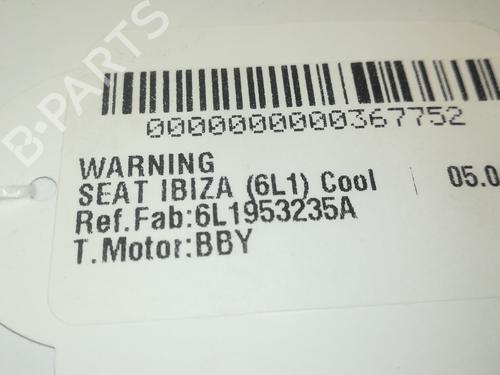 B-PARTS
0000000000367752
WARNING
SEAT IBIZA (6L1) Cool
05.0
Ref.Fab:6L1953235A
T.Motor:BBY